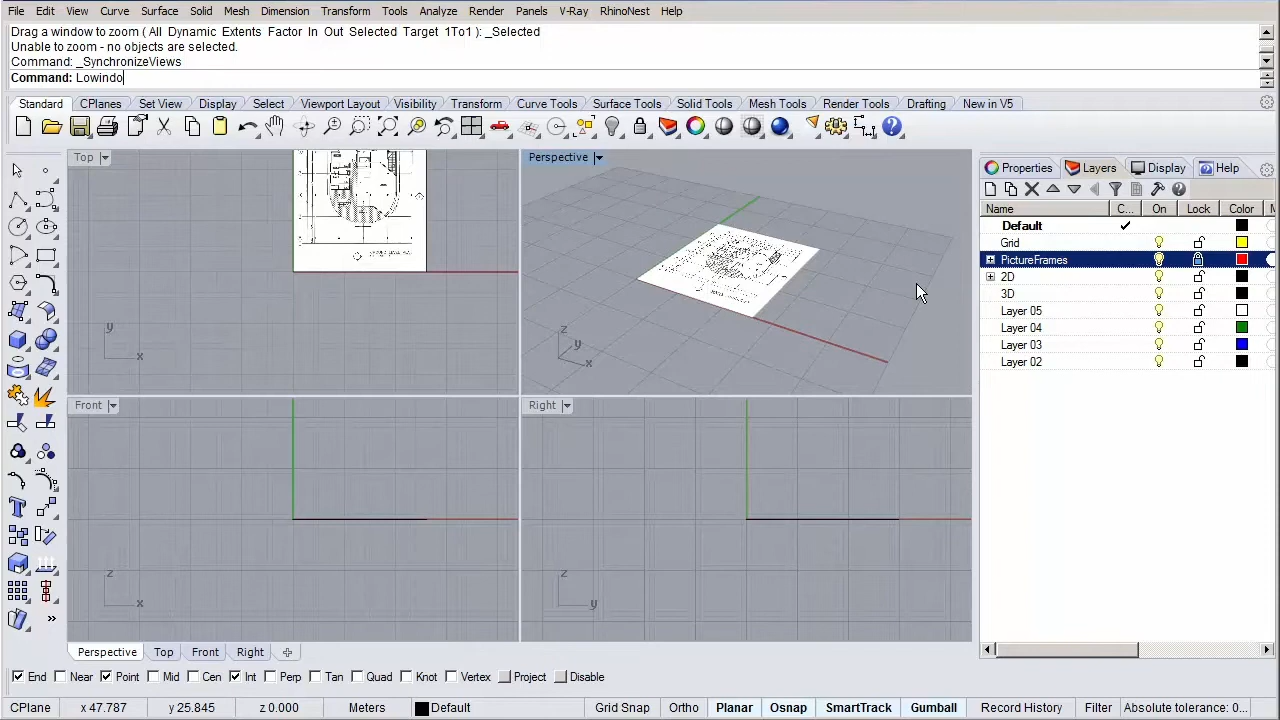 File Edit View Curve Surface Solid Mesh Dimension Transform Tools Analyze Render Panels V-Ray RhinoNest Help
Drag a window to zoom ( All Dynamic Extents Factor In Out Selected Target 1To1 ): _Selected
Unable to zoom - no objects are selected.
Command: _SynchronizeViews
Command: Lowindo
Standard CPlanes Set View Display Select Viewport Layout Visibility Transform Curve Tools Surface Tools Solid Tools Mesh Tools Render Tools Drafting New in V5
Top
Perspective
Properties Layers Display Help
Name C... On Lock Color M
Default
Grid
PictureFrames
2D
3D
Layer 05
Layer 04
Layer 03
Layer 02
y
x
z
y
x
Front
Right
z
x
z
y
Perspective Top Front Right
End Near Point Mid Cen Int Perp Tan Quad Knot Vertex Project Disable
CPlane x 47.787 y 25.845 z 0.000 Meters Default Grid Snap Ortho Planar Osnap SmartTrack Gumball Record History Filter Absolute tolerance: 0...